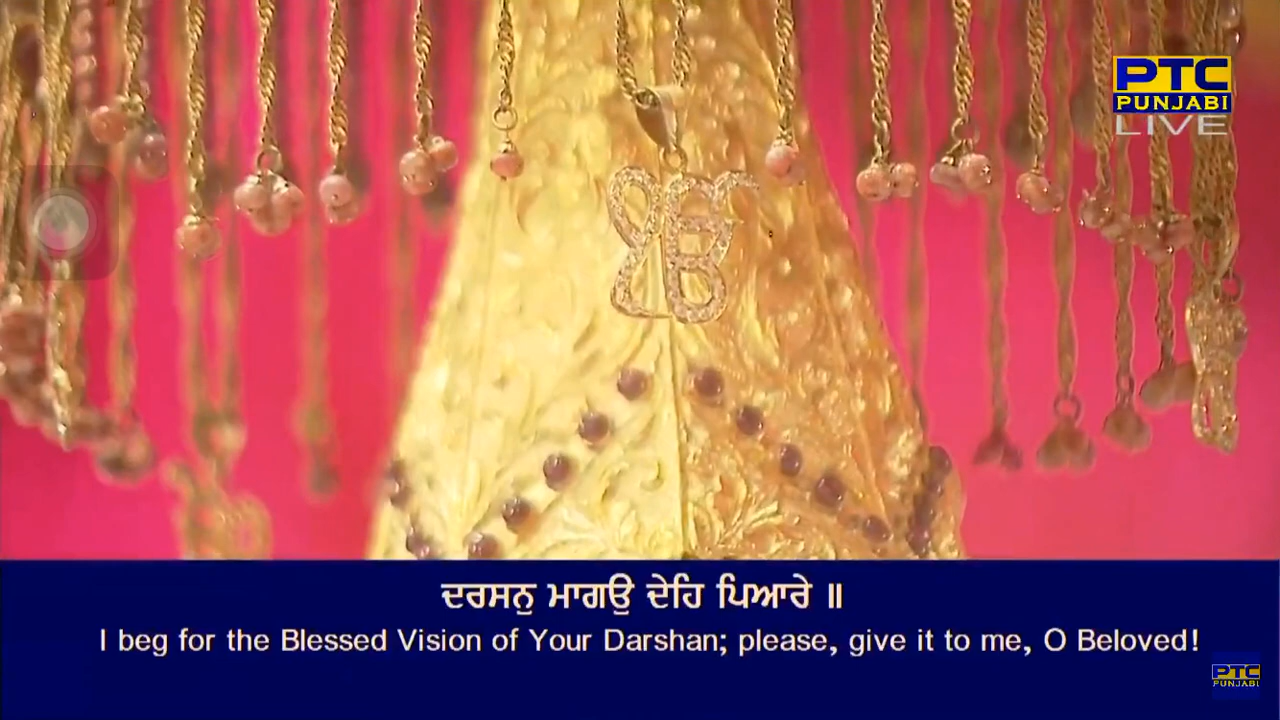 PTC
PUNJABI
LIVE
ੴ
ਦਰਸਨੁ ਮਾਗਉ ਦੇਹਿ ਪਿਆਰੇ ॥
I beg for the Blessed Vision of Your Darshan; please, give it to me, O Beloved!
PTC
PUNJABI